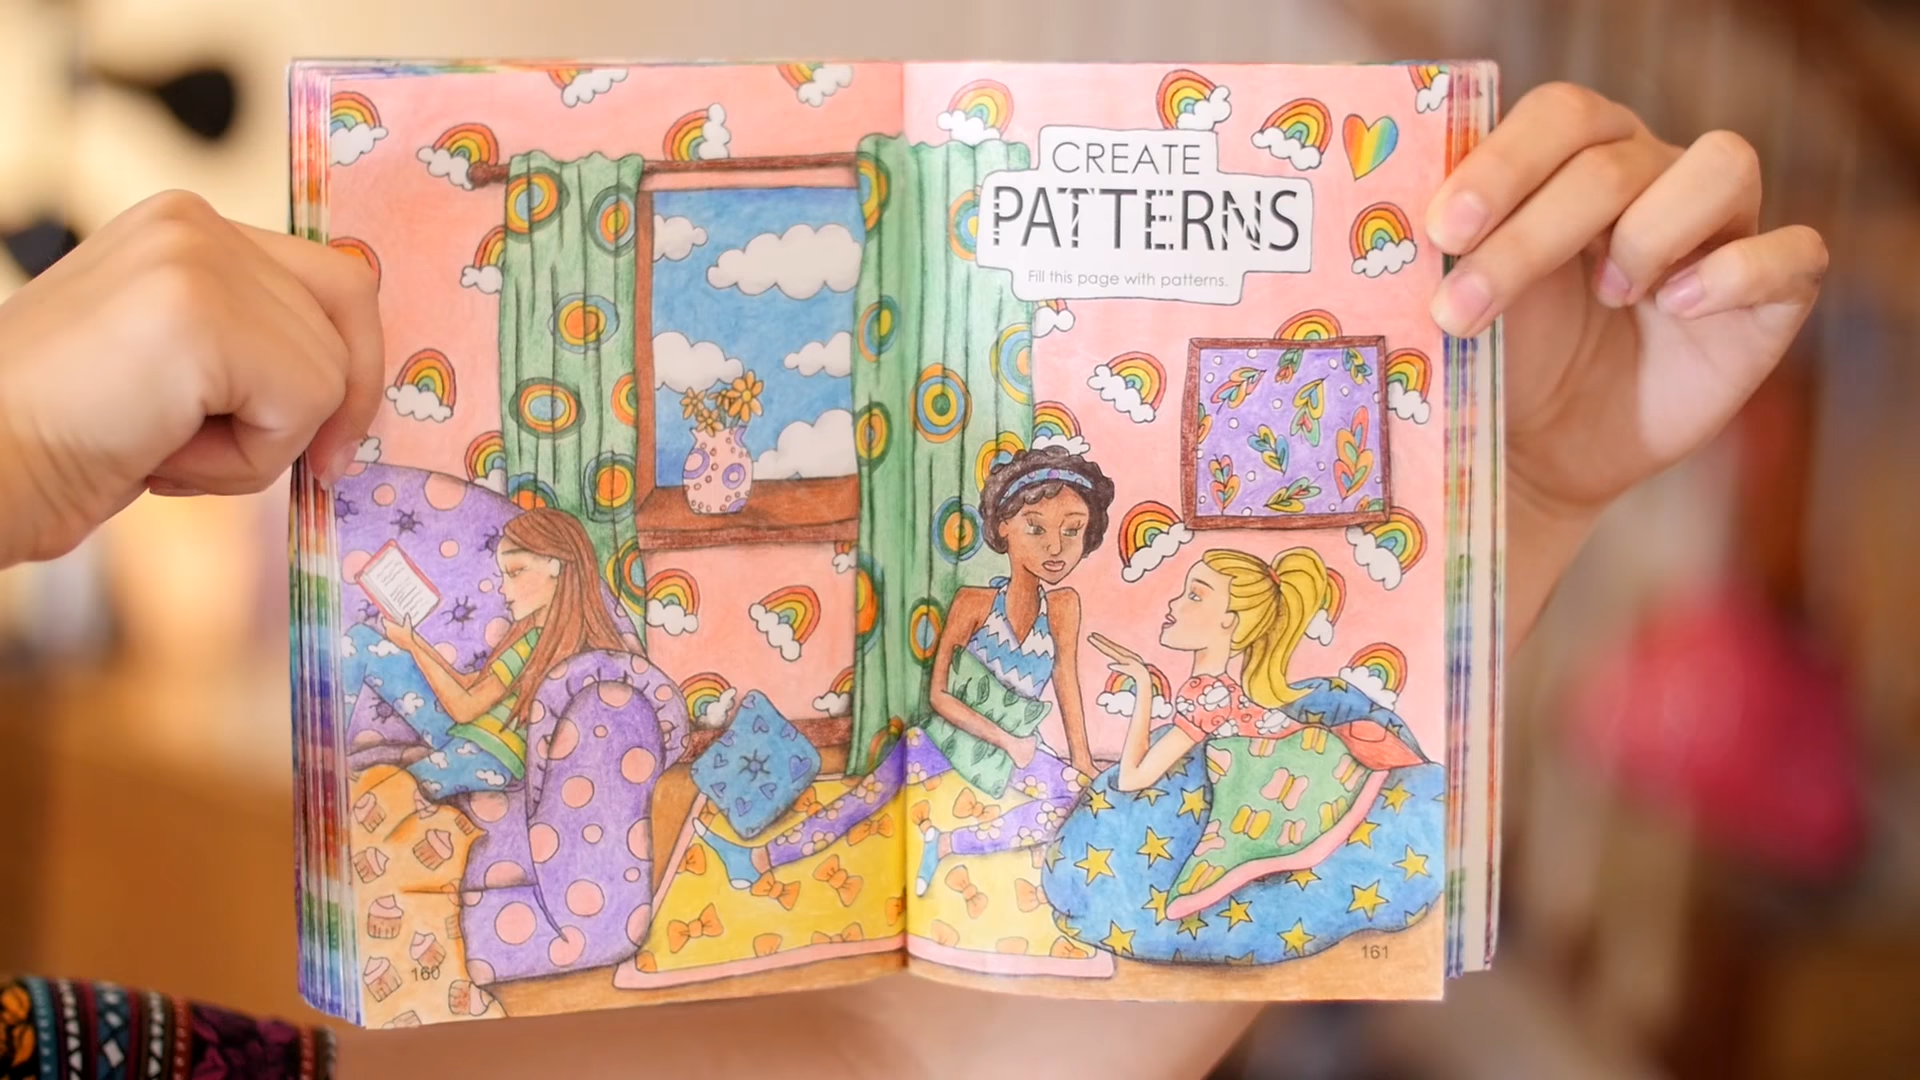 CREATE
PATTERNS
Fill this page with patterns.
160
161